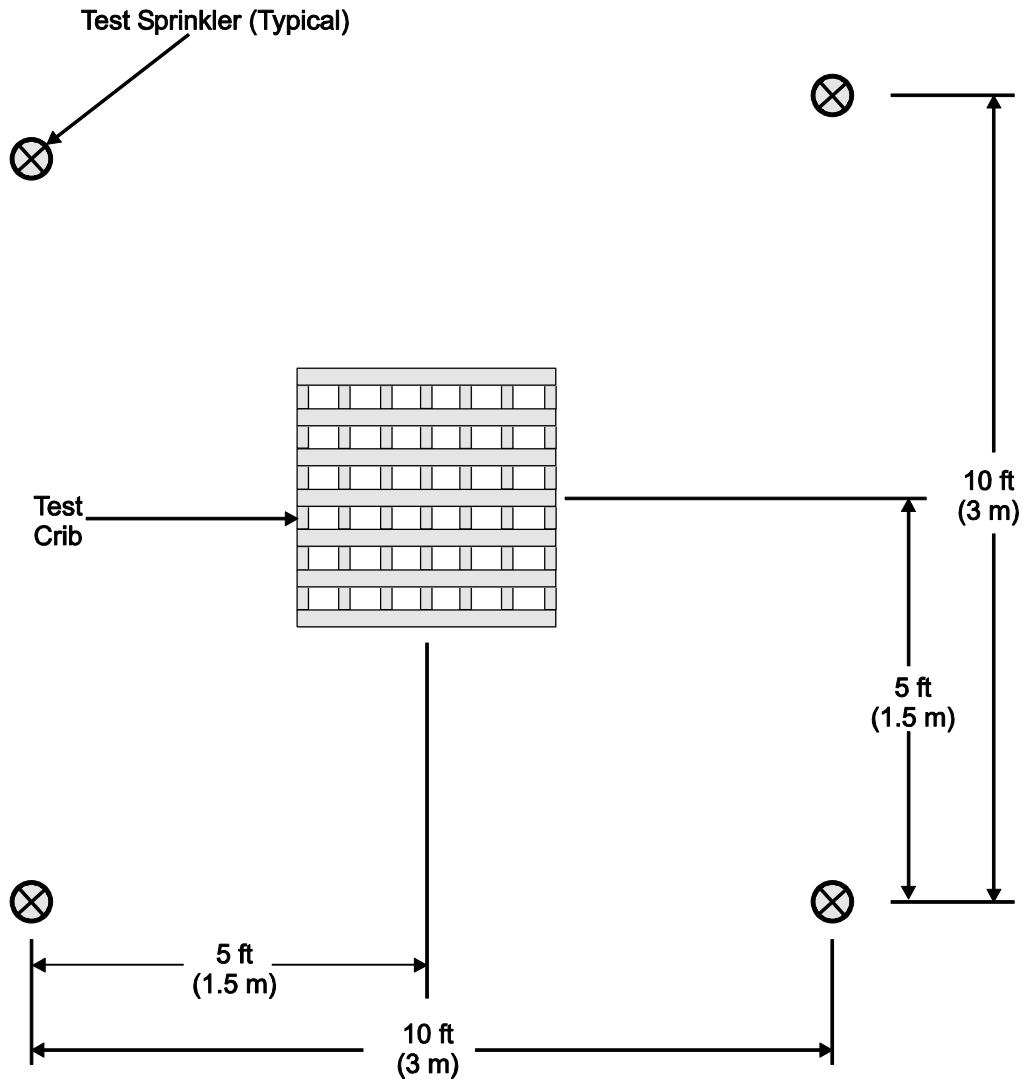 Test Sprinkler (Typical)
10 ft
(3 m)
Test
Crib
5 ft
(1.5 m)
5 ft
(1.5 m)
10 ft
(3 m)